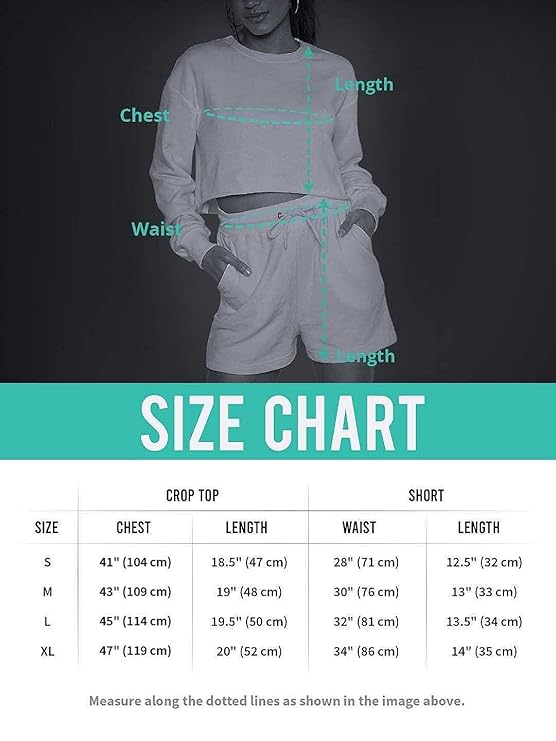 Length
Chest
Waist
Length
SIZE CHART
CROP TOP SHORT
SIZE CHEST LENGTH WAIST LENGTH
S 41" (104 cm) 18.5" (47 cm) 28" (71 cm) 12.5" (32 cm)
M 43" (109 cm) 19" (48 cm) 30" (76 cm) 13" (33 cm)
L 45" (114 cm) 19.5" (50 cm) 32" (81 cm) 13.5" (34 cm)
XL 47" (119 cm) 20" (52 cm) 34" (86 cm) 14" (35 cm)
Measure along the dotted lines as shown in the image above.